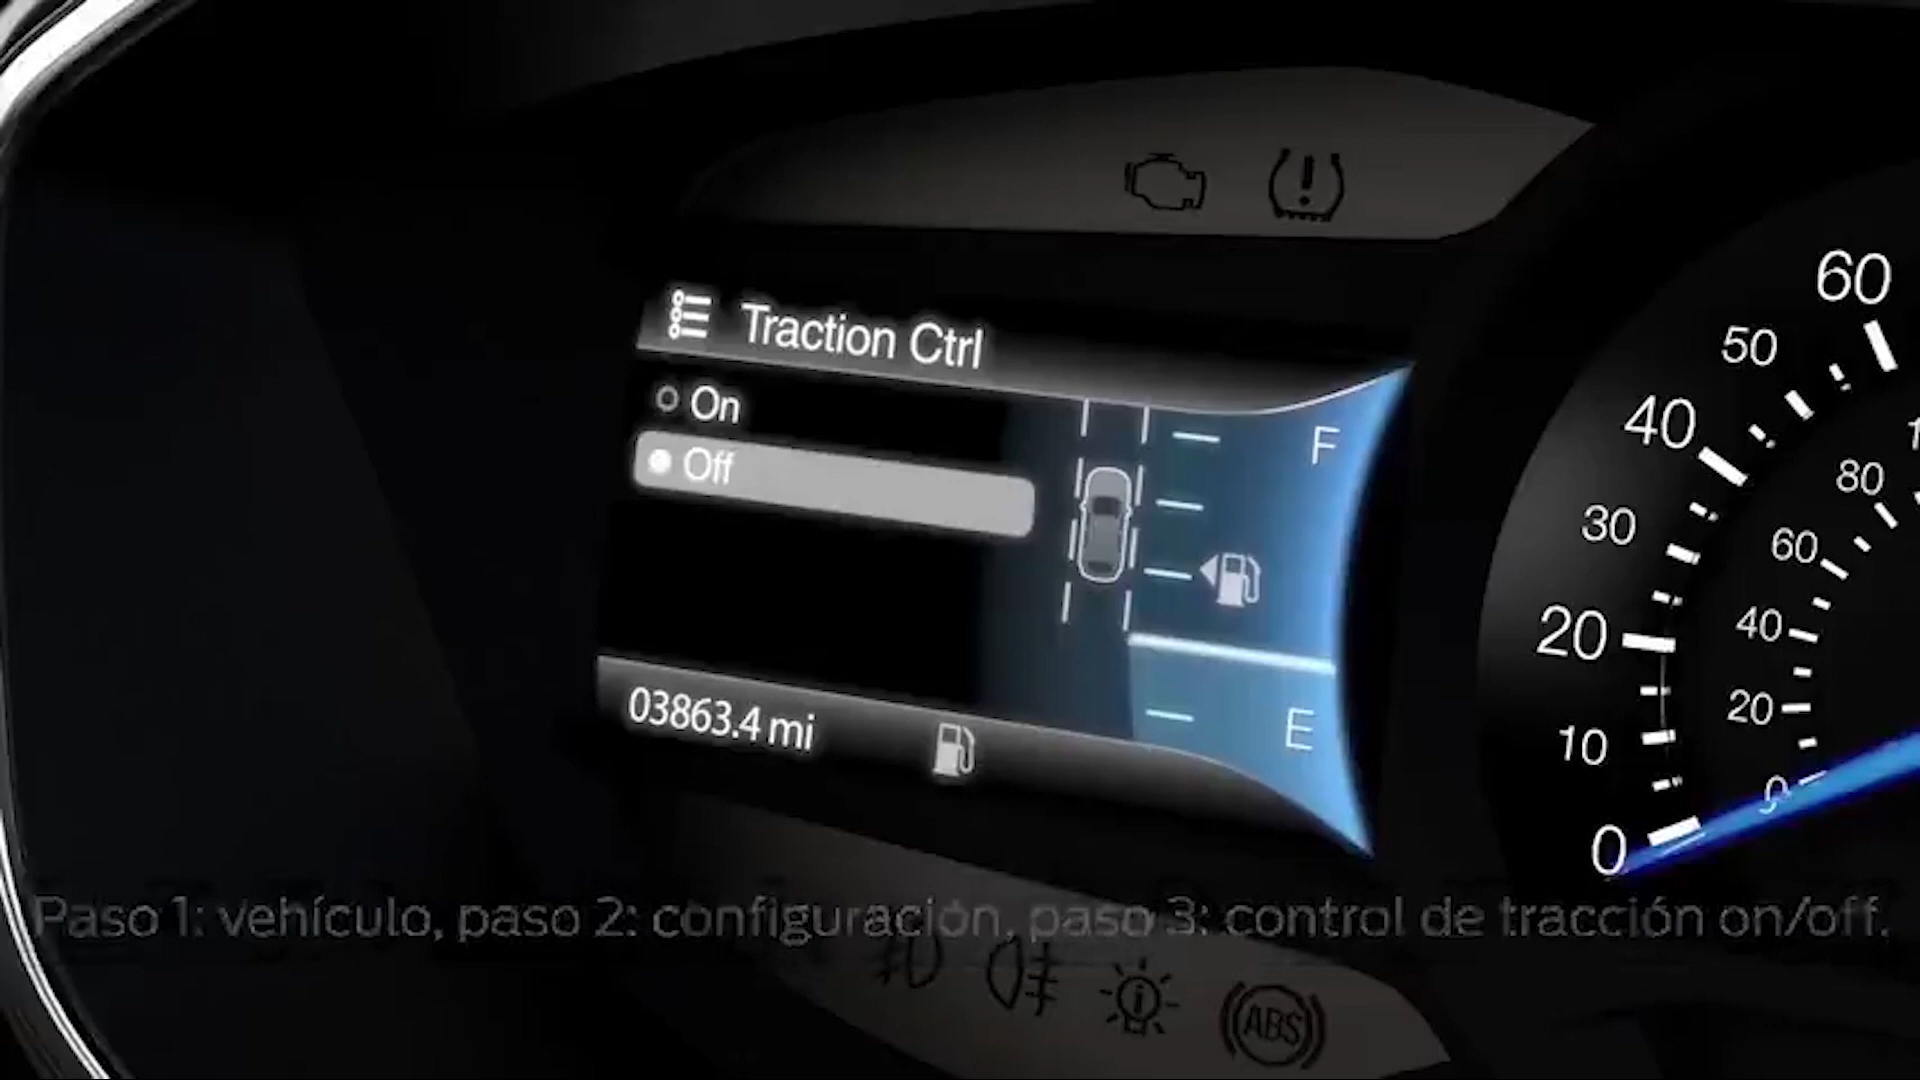 Traction Ctrl
On
Off
F
E
03863.4 mi
60
50
40
30
20
10
0
80
60
40
20
0
Paso 1: vehículo, paso 2: configuración, paso 3: control de tracción on/off.
ABS